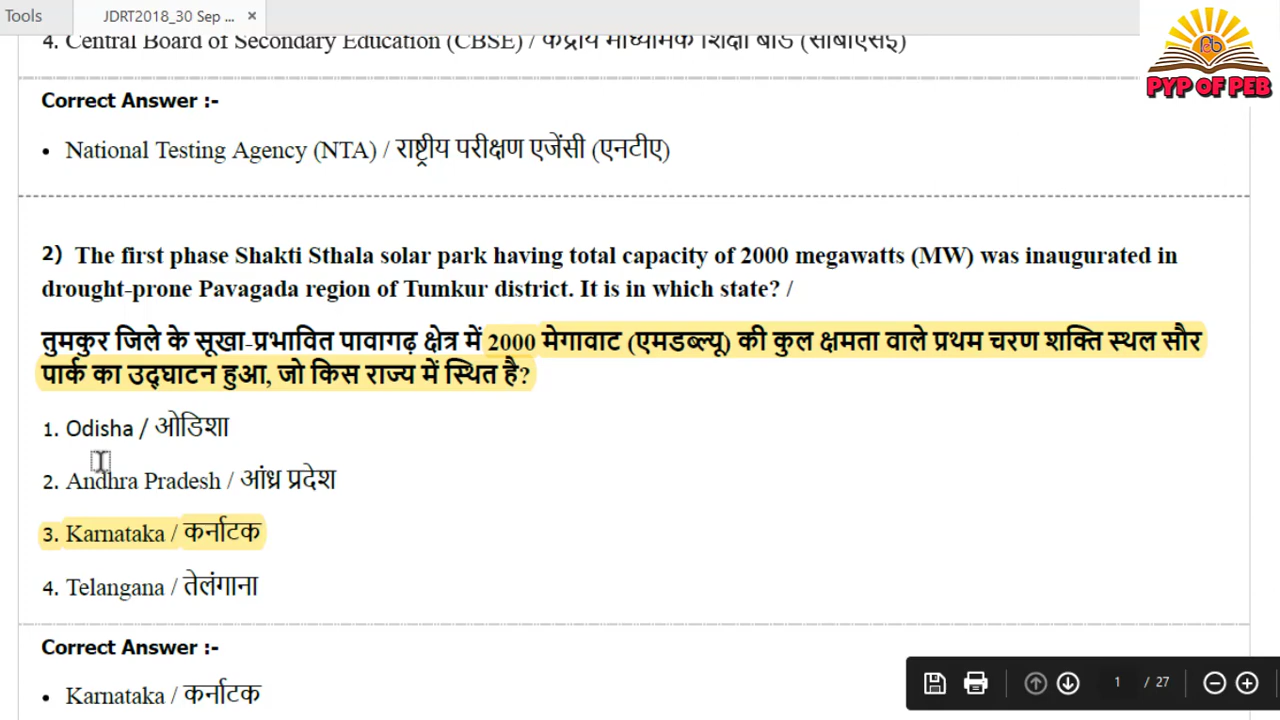 Tools
JDRT2018_30 Sep ... ×
PYP OF PEB
4. Central Board of Secondary Education (CBSE) / केंद्रीय माध्यमिक शिक्षा बोर्ड (सीबीएसई)
Correct Answer :-
• National Testing Agency (NTA) / राष्ट्रीय परीक्षण एजेंसी (एनटीए)
2) The first phase Shakti Sthala solar park having total capacity of 2000 megawatts (MW) was inaugurated in
drought-prone Pavagada region of Tumkur district. It is in which state? /
तुमकुर जिले के सूखा-प्रभावित पावागढ़ क्षेत्र में 2000 मेगावाट (एमडब्ल्यू) की कुल क्षमता वाले प्रथम चरण शक्ति स्थल सौर
पार्क का उद्घाटन हुआ, जो किस राज्य में स्थित है?
1. Odisha / ओडिशा
2. Andhra Pradesh / आंध्र प्रदेश
3. Karnataka / कर्नाटक
4. Telangana / तेलंगाना
Correct Answer :-
• Karnataka / कर्नाटक
1 / 27